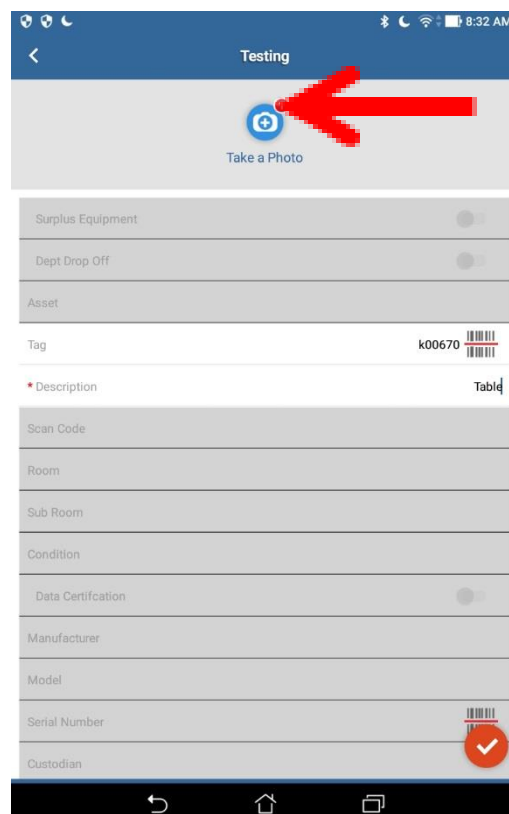 8:32 AM
Testing
Take a Photo
Surplus Equipment
Dept Drop Off
Asset
Tag k00670
* Description Table
Scan Code
Room
Sub Room
Condition
Data Certifcation
Manufacturer
Model
Serial Number
Custodian